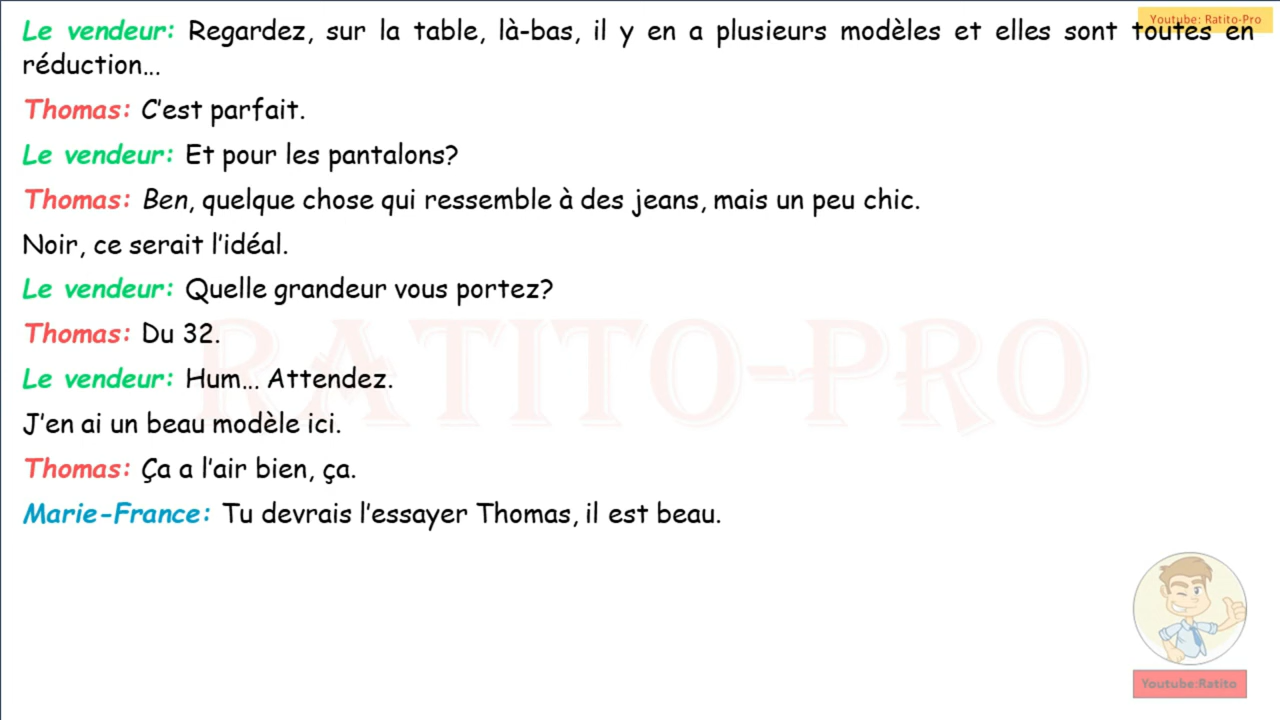 Youtube: Ratito-Pro
Le vendeur: Regardez, sur la table, là-bas, il y en a plusieurs modèles et elles sont toutes en
réduction...
Thomas: C'est parfait.
Le vendeur: Et pour les pantalons?
Thomas: Ben, quelque chose qui ressemble à des jeans, mais un peu chic.
Noir, ce serait l'idéal.
Le vendeur: Quelle grandeur vous portez?
Thomas: Du 32.
RATITO-PRO
Le vendeur: Hum... Attendez.
J'en ai un beau modèle ici.
Thomas: Ça a l'air bien, ça.
Marie-France: Tu devrais l'essayer Thomas, il est beau.
Youtube:Ratito